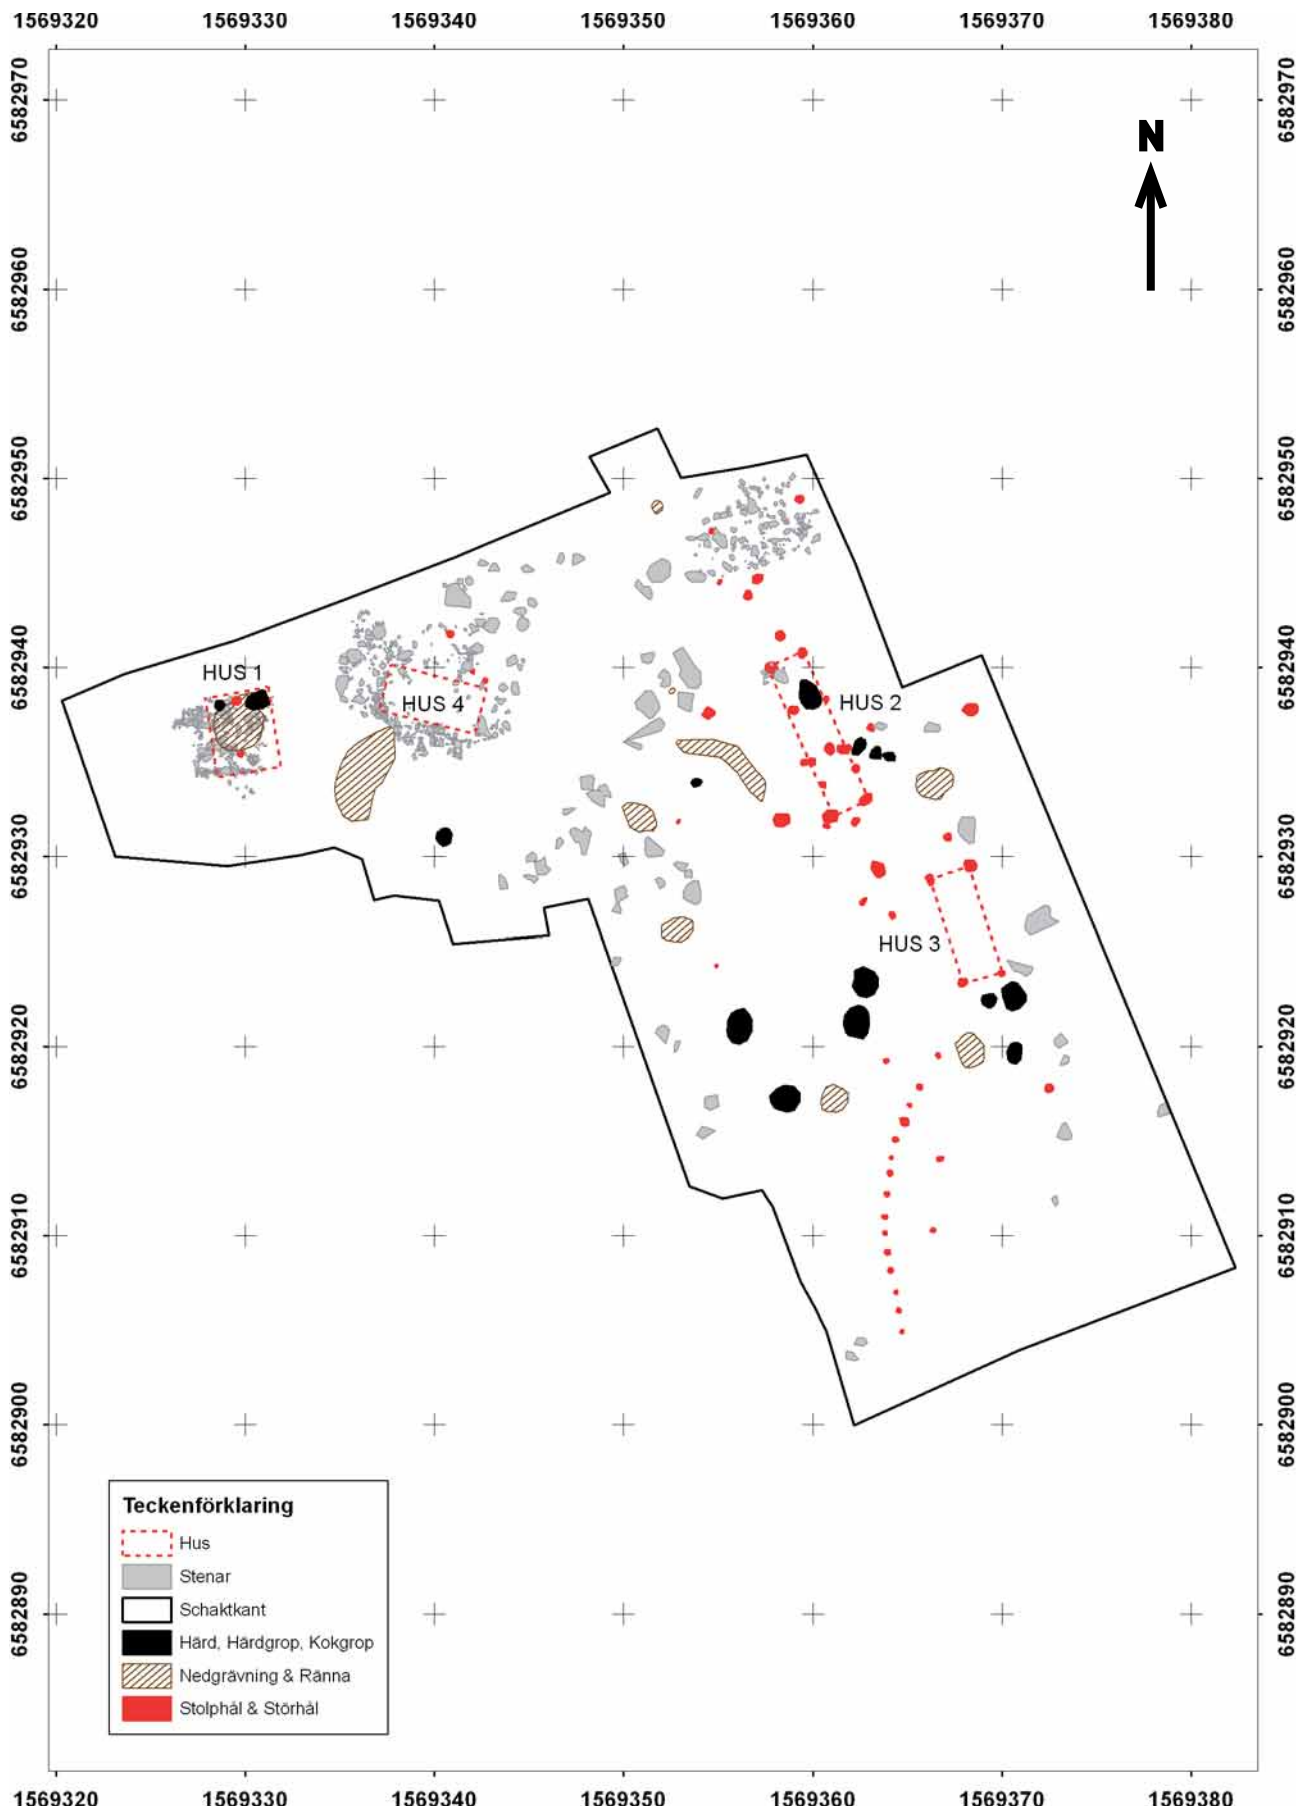 1569320 1569330 1569340 1569350 1569360 1569370 1569380
6582970 6582970
N
6582960 6582960
6582950 6582950
6582940 6582940
HUS 1
HUS 4
HUS 2
6582930 6582930
HUS 3
6582920 6582920
6582910 6582910
6582900 6582900
Teckenförklaring
Hus
Stenar
Schaktkant
Härd, Härdgrop, Kokgrop
Nedgrävning & Ränna
Stolphål & Störhål
6582890 6582890
1569320 1569330 1569340 1569350 1569360 1569370 1569380